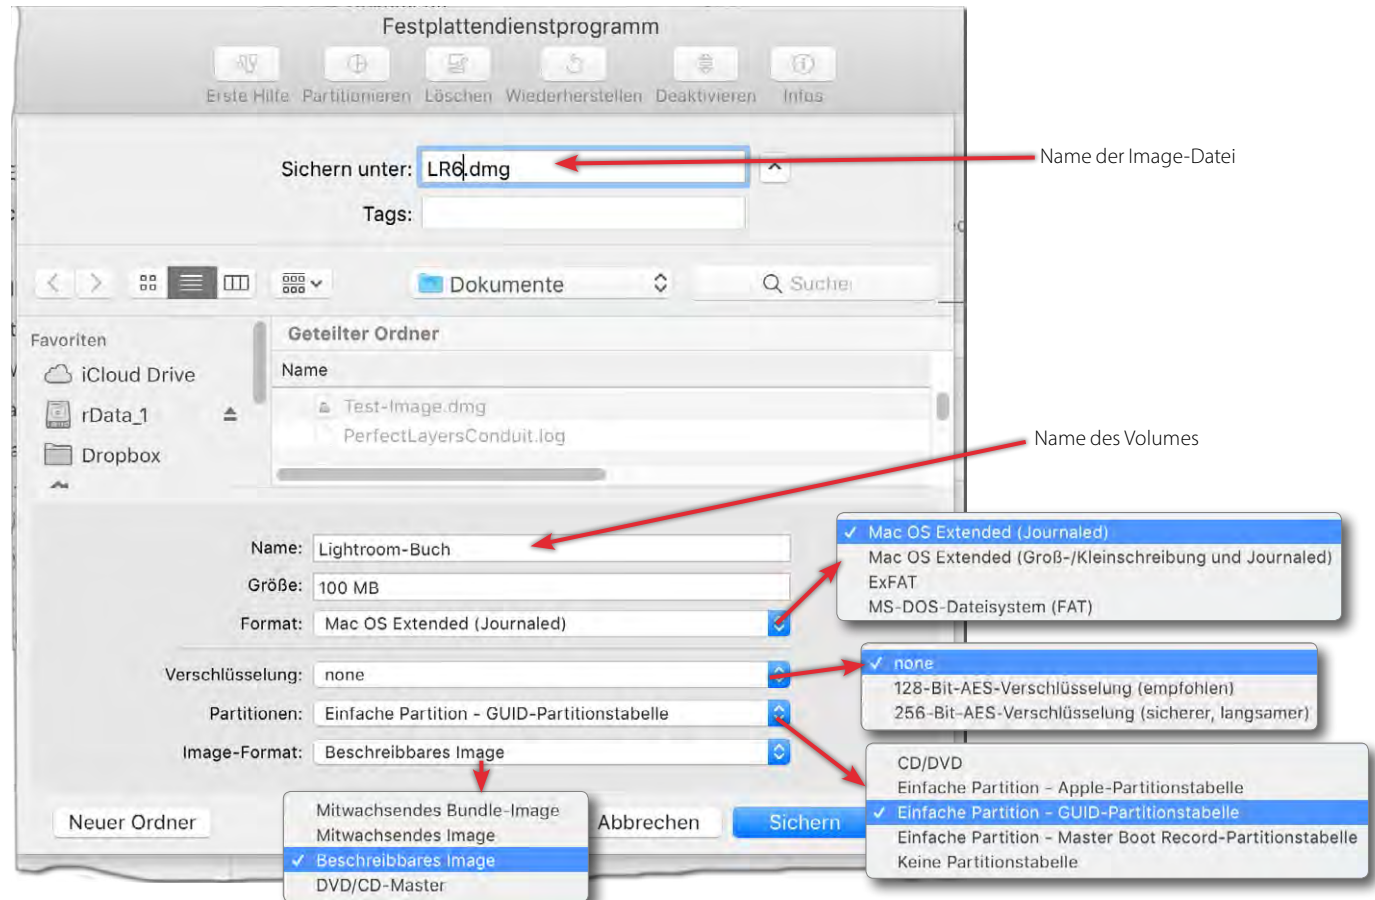 Festplattendienstprogramm
Erste Hilfe Partitionieren Löschen Wiederherstellen Deaktivieren Infos
Sichern unter: LR6.dmg
Name der Image-Datei
Tags:
Dokumente
Suche
Favoriten
Geteilter Ordner
iCloud Drive
Name
rData_1
Test-Image.dmg
PerfectLayersConduit.log
Dropbox
Name des Volumes
Name: Lightroom-Buch
Größe: 100 MB
Format: Mac OS Extended (Journaled)
✓ Mac OS Extended (Journaled)
Mac OS Extended (Groß-/Kleinschreibung und Journaled)
ExFAT
MS-DOS-Dateisystem (FAT)
Verschlüsselung: none
✓ none
128-Bit-AES-Verschlüsselung (empfohlen)
256-Bit-AES-Verschlüsselung (sicherer, langsamer)
Partitionen: Einfache Partition – GUID-Partitionstabelle
CD/DVD
Einfache Partition – Apple-Partitionstabelle
✓ Einfache Partition – GUID-Partitionstabelle
Einfache Partition – Master Boot Record-Partitionstabelle
Keine Partitionstabelle
Image-Format: Beschreibbares Image
Mitwachsendes Bundle-Image
Mitwachsendes Image
✓ Beschreibbares Image
DVD/CD-Master
Neuer Ordner
Abbrechen
Sichern